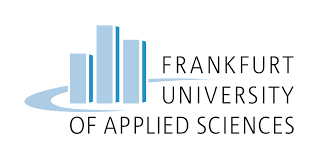 FRANKFURT
UNIVERSITY
OF APPLIED SCIENCES